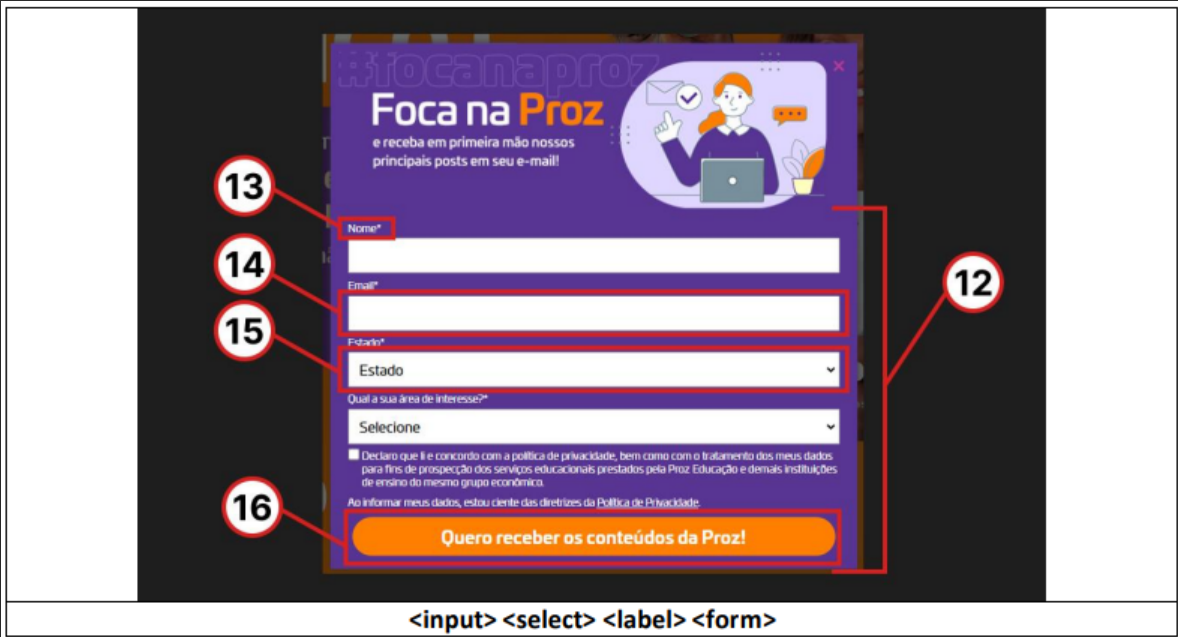 #focanaproz
Foca na Proz
e receba em primeira mão nossos
principais posts em seu e-mail!
×
13
Nome*
14
Email*
12
15
Estado*
Estado
Qual a sua área de interesse?*
Selecione
Declaro que li e concordo com a política de privacidade, bem como com o tratamento dos meus dados
para fins de prospecção dos serviços educacionais prestados pela Proz Educação e demais instituições
de ensino do mesmo grupo econômico.
Ao informar meus dados, estou ciente das diretrizes da Política de Privacidade.
16
Quero receber os conteúdos da Proz!
<input> <select> <label> <form>